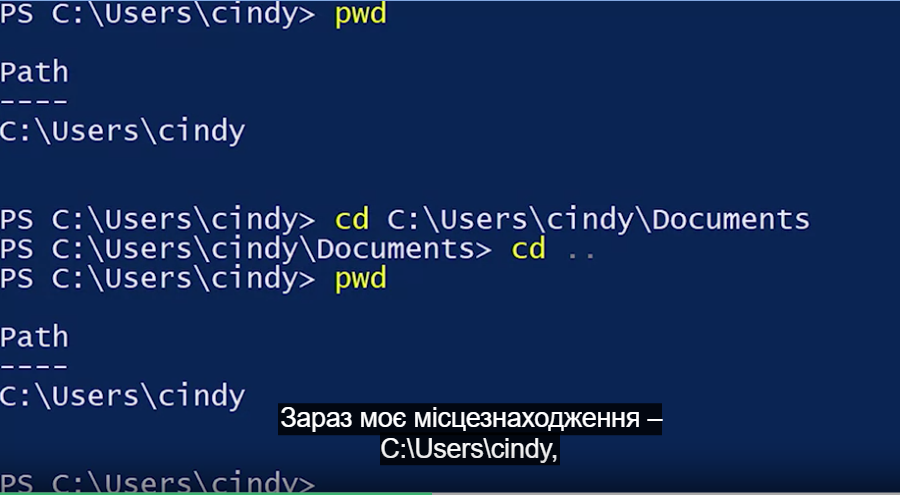 PS C:\Users\cindy> pwd
Path
----
C:\Users\cindy
PS C:\Users\cindy> cd C:\Users\cindy\Documents
PS C:\Users\cindy\Documents> cd ..
PS C:\Users\cindy> pwd
Path
----
C:\Users\cindy
Зараз моє місцезнаходження –
C:\Users\cindy,
PS C:\Users\cindy>